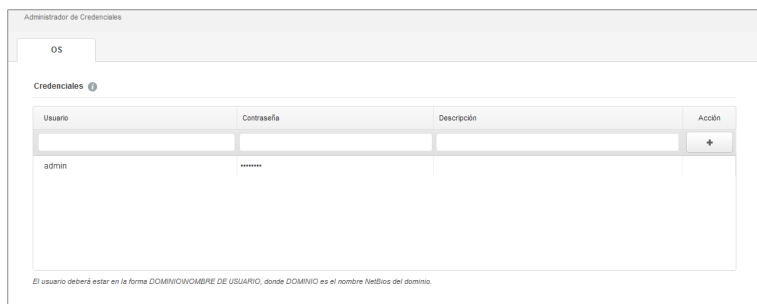 Administrador de Credenciales
OS
Credenciales
Usuario Contraseña Descripción Acción
+
admin ••••••••
El usuario deberá estar en la forma DOMINIO\NOMBRE DE USUARIO, donde DOMINIO es el nombre NetBios del dominio.